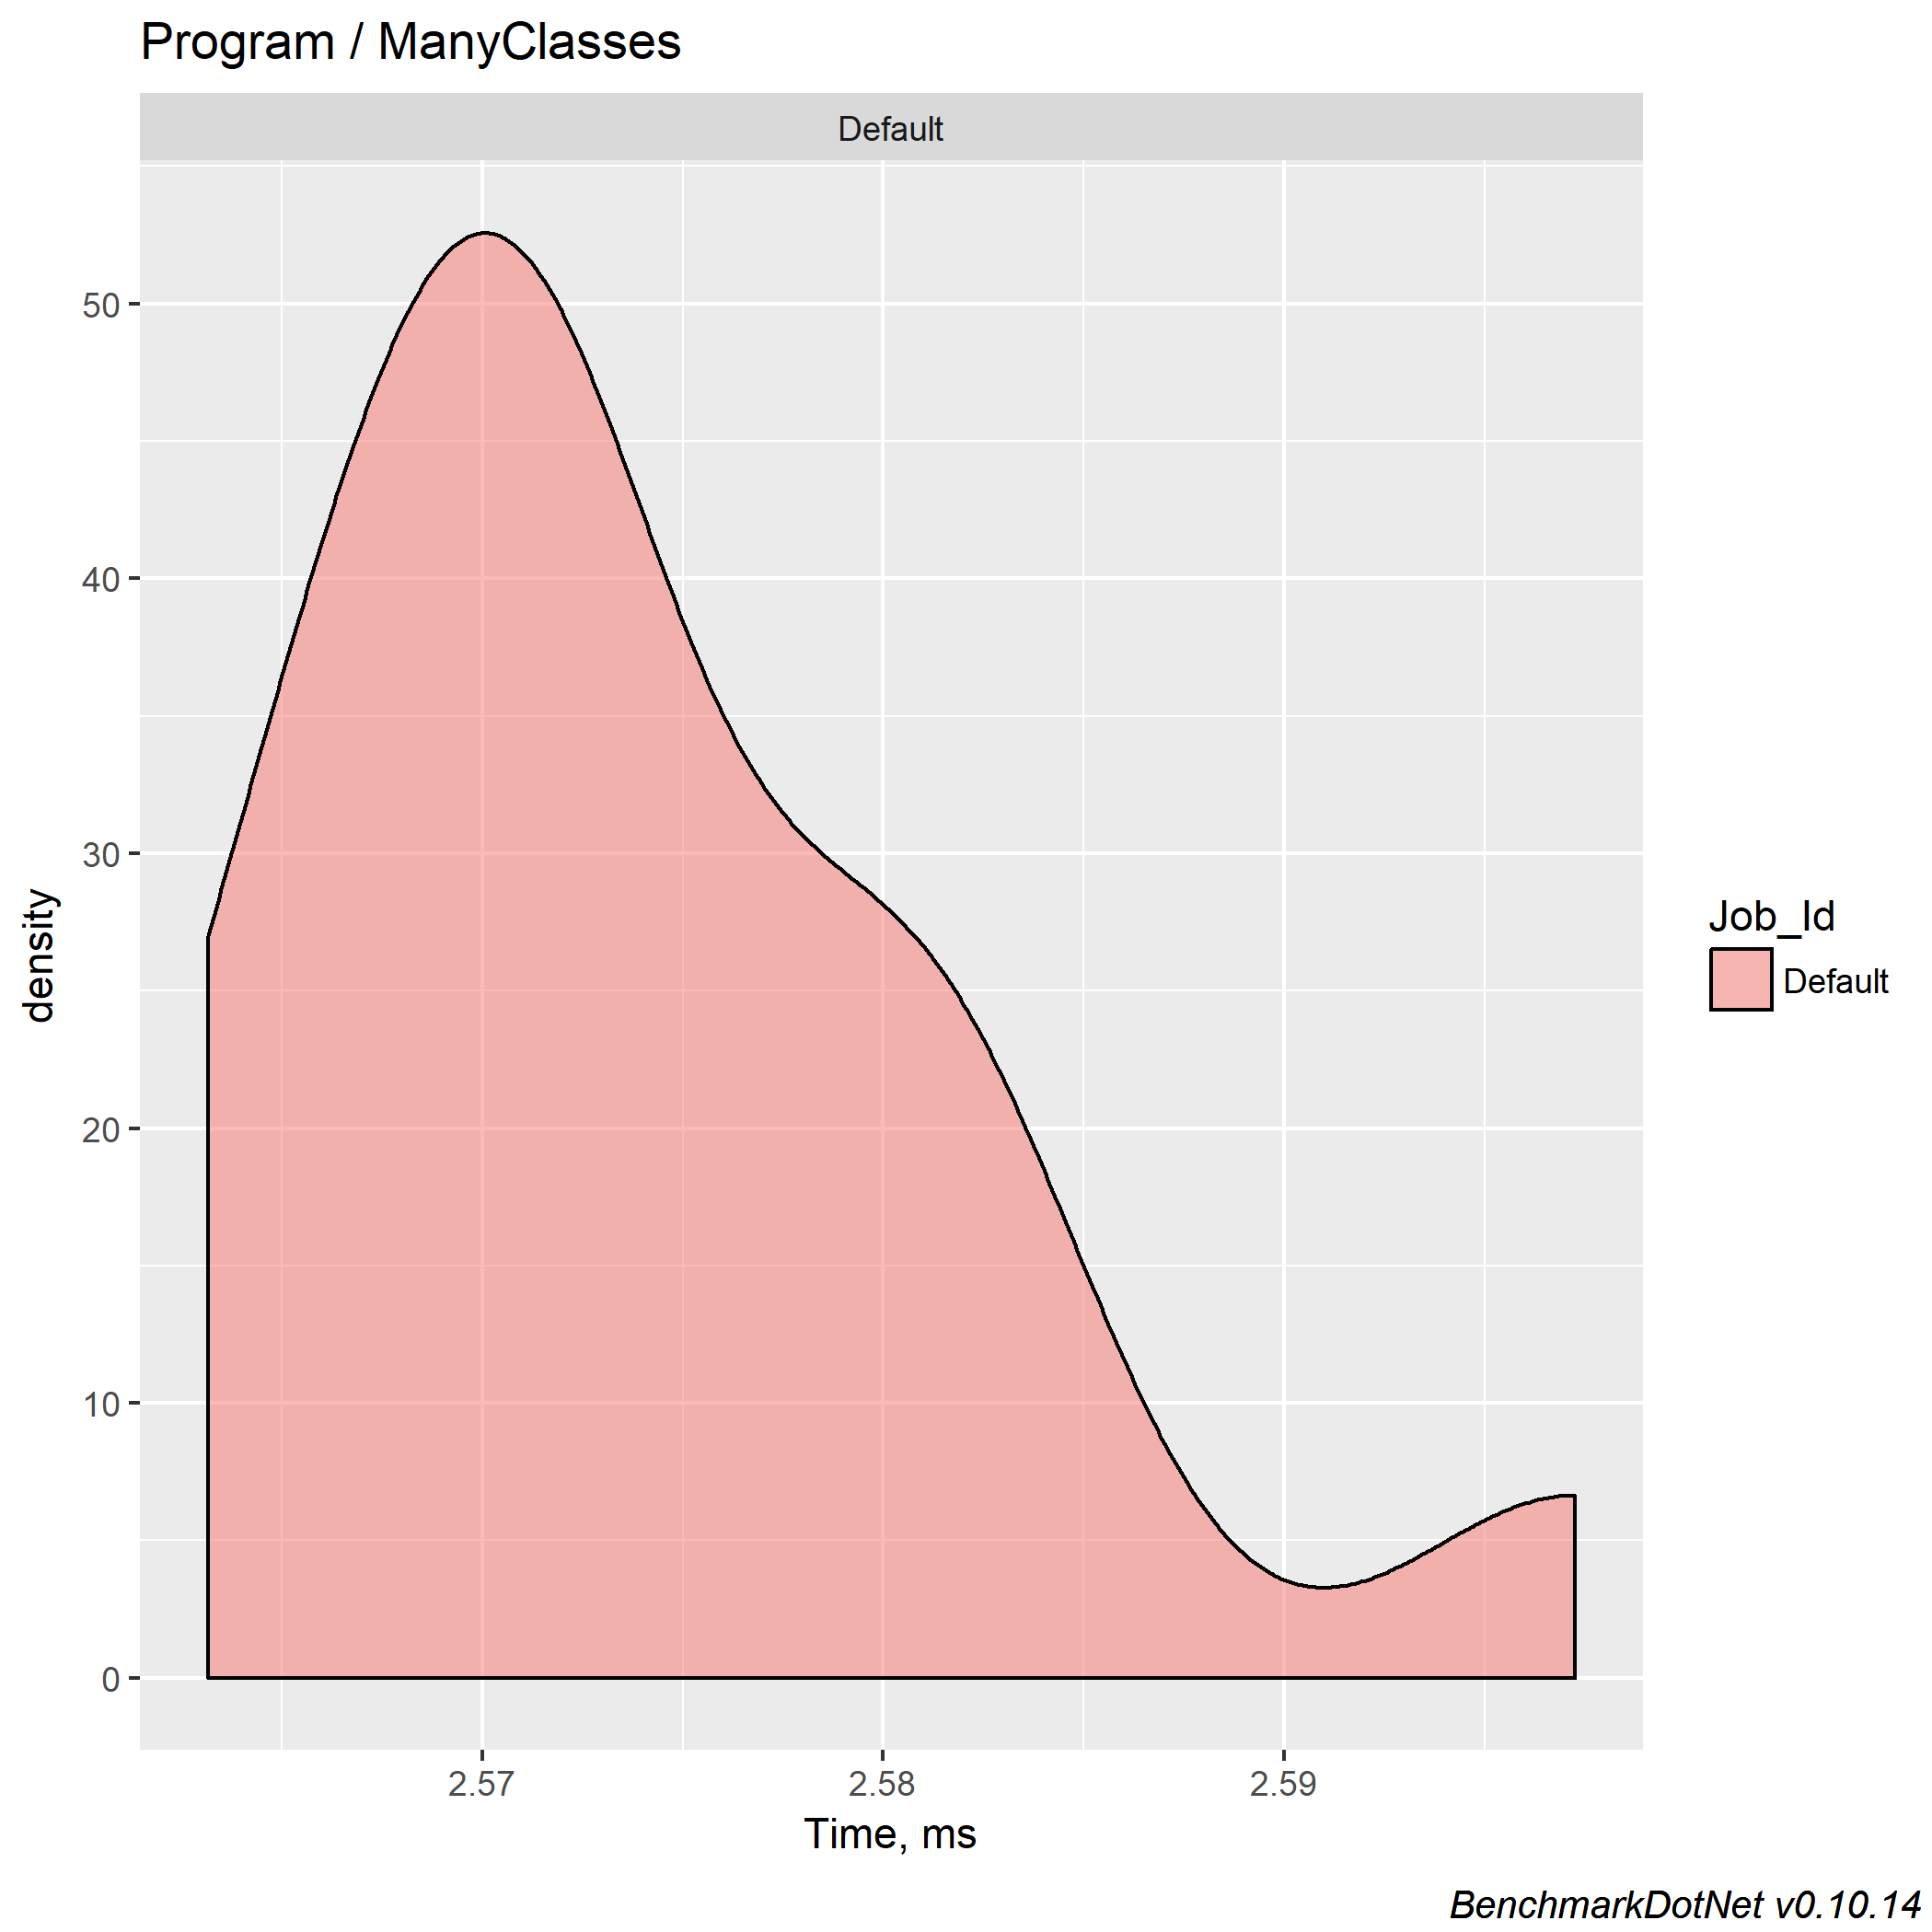 Program / ManyClasses
Default
50
40
30
20
10
0
density
2.57 2.58 2.59
Time, ms
Job_Id
Default
BenchmarkDotNet v0.10.14